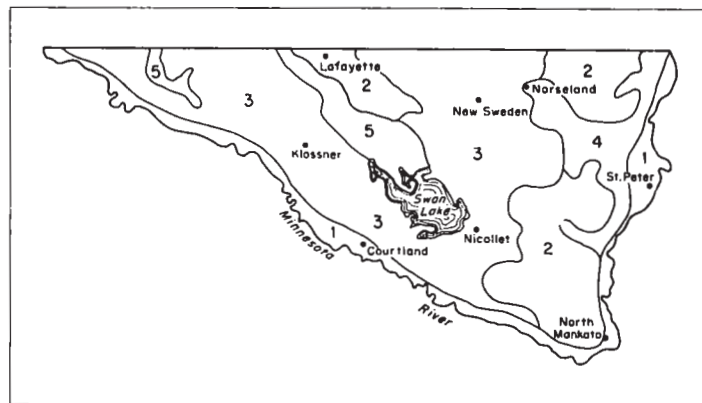 5
3
Lafayette
2
New Sweden
Norseland
2
4
1
St. Peter
Klossner
5
3
Swan
Lake
3
1
Courtland
Nicollet
2
Minnesota
River
North
Mankato